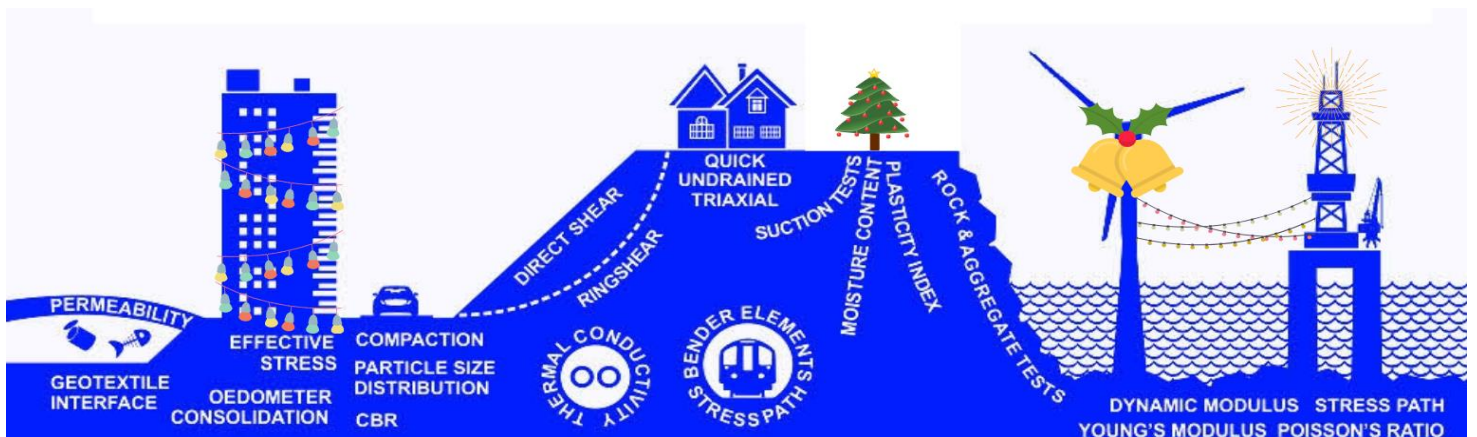 PERMEABILITY
GEOTEXTILE
INTERFACE
EFFECTIVE
STRESS
OEDOMETER
CONSOLIDATION
COMPACTION
PARTICLE SIZE
DISTRIBUTION
CBR
DIRECT SHEAR
RINGSHEAR
THERMAL CONDUCTIVITY
QUICK
UNDRAINED
TRIAXIAL
BENDER ELEMENTS
STRESS PATH
SUCTION TESTS
MOISTURE CONTENT
PLASTICITY INDEX
ROCK & AGGREGATE TESTS
DYNAMIC MODULUS STRESS PATH
YOUNG'S MODULUS POISSON'S RATIO